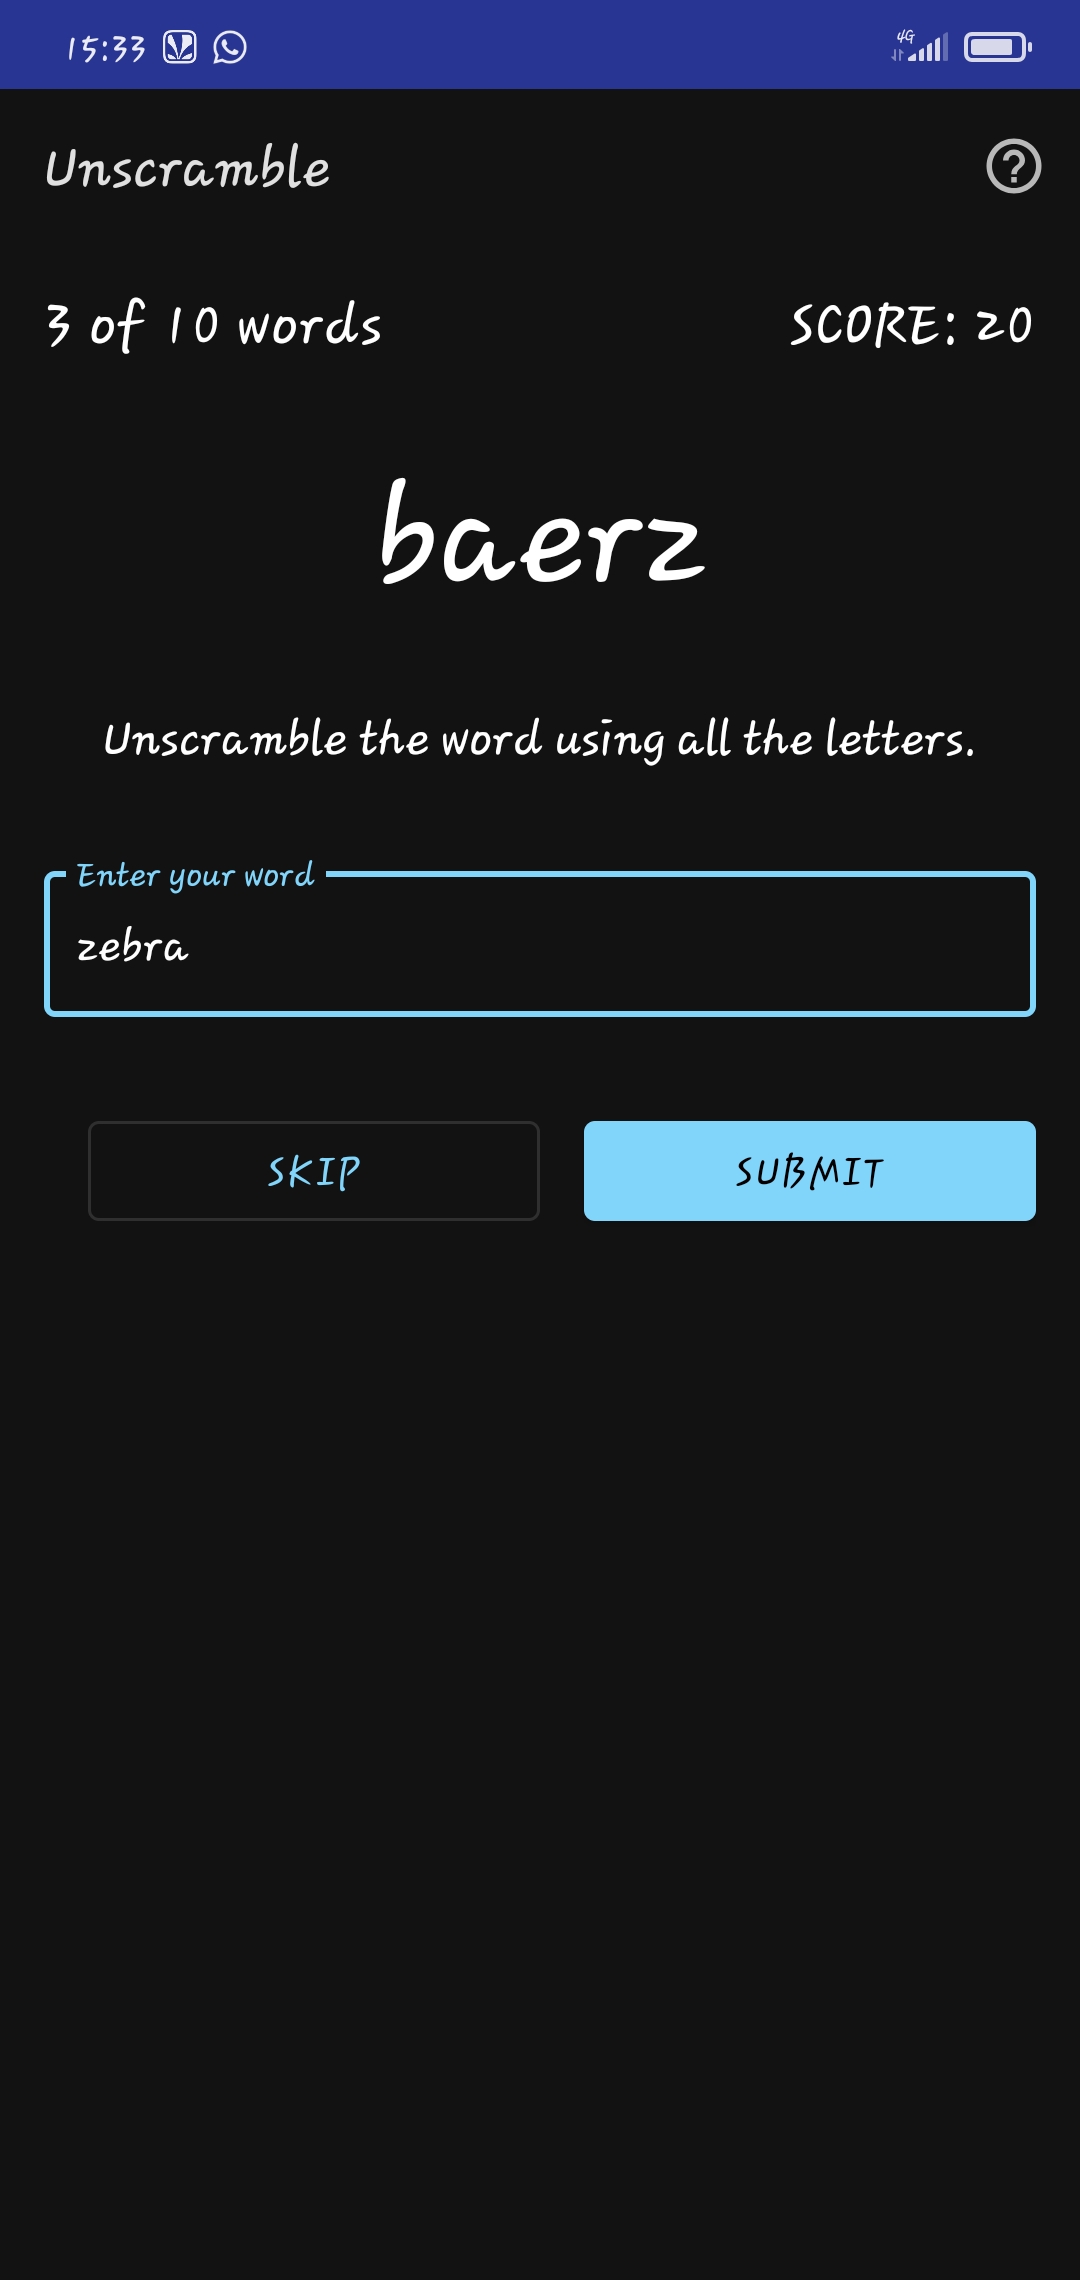 15:33
4G
Unscramble
3 of 10 words
SCORE: 20
baerz
Unscramble the word using all the letters.
Enter your word
zebra
SKIP
SUBMIT